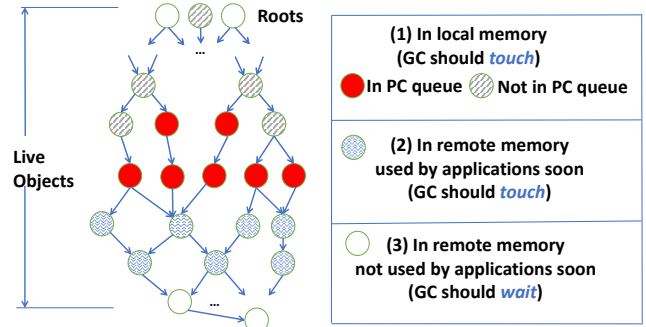 Roots
...
Live
Objects
...
(1) In local memory
(GC should touch)
In PC queue Not in PC queue
(2) In remote memory
used by applications soon
(GC should touch)
(3) In remote memory
not used by applications soon
(GC should wait)